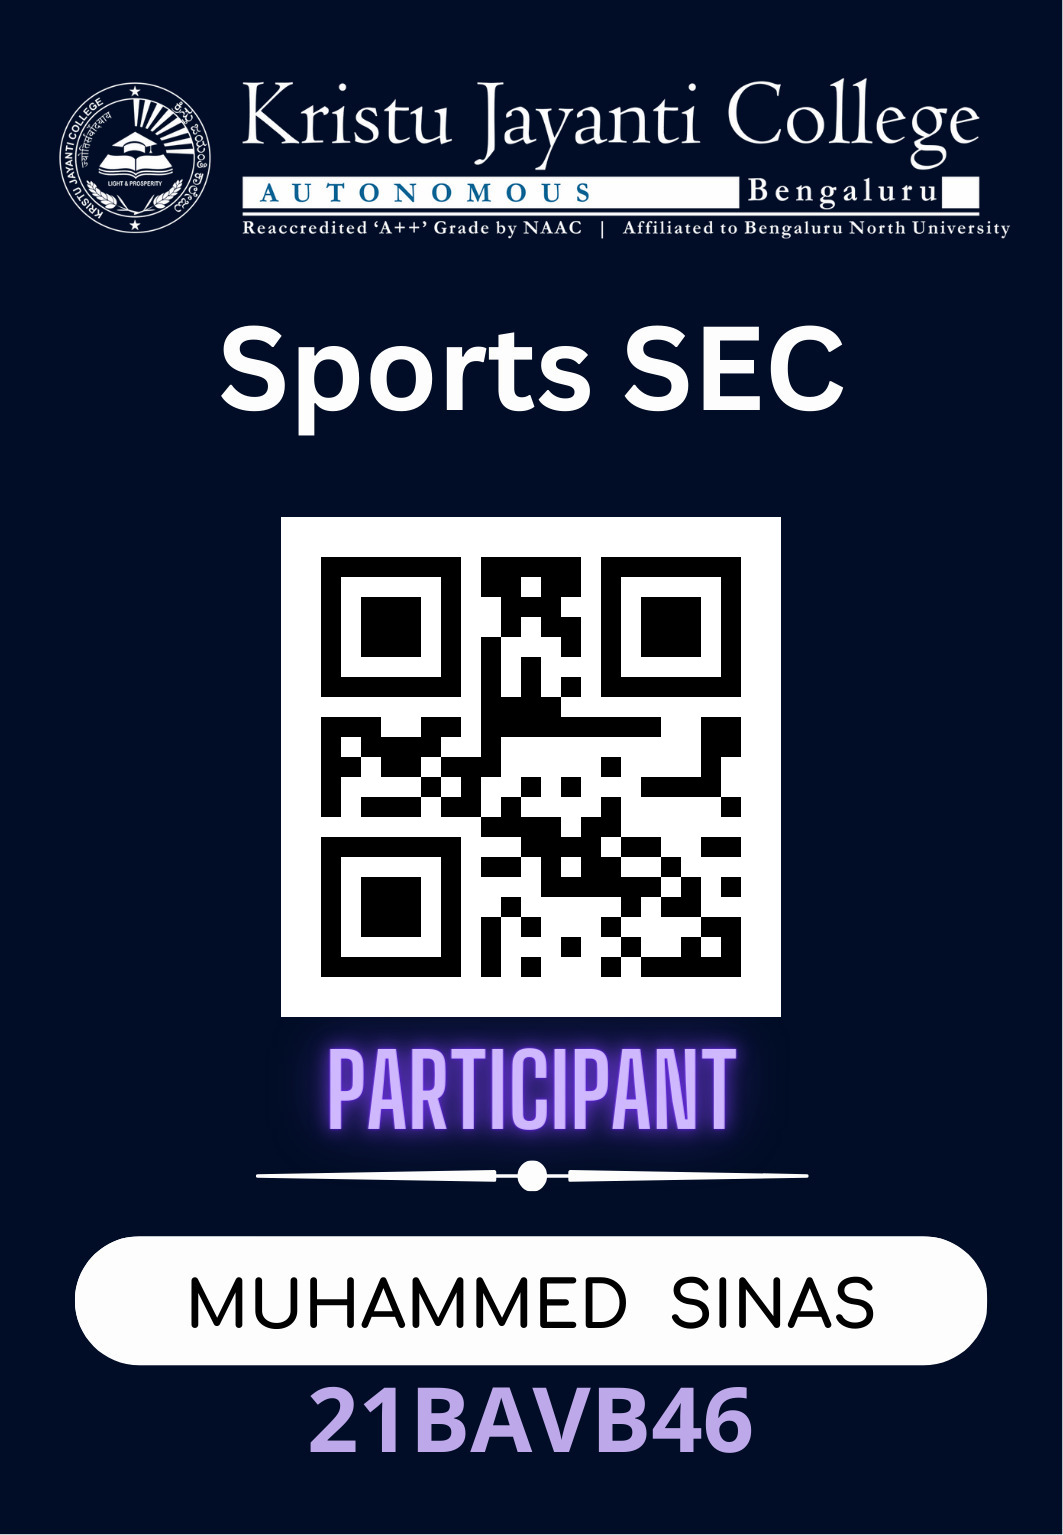 KRISTU JAYANTI COLLEGE
ज्योतिसंवादयाय
LIGHT & PROSPERITY
Kristu Jayanti College
AUTONOMOUS Bengaluru
Reaccredited ‘A++’ Grade by NAAC | Affiliated to Bengaluru North University
Sports SEC
PARTICIPANT
MUHAMMED SINAS
21BAVB46